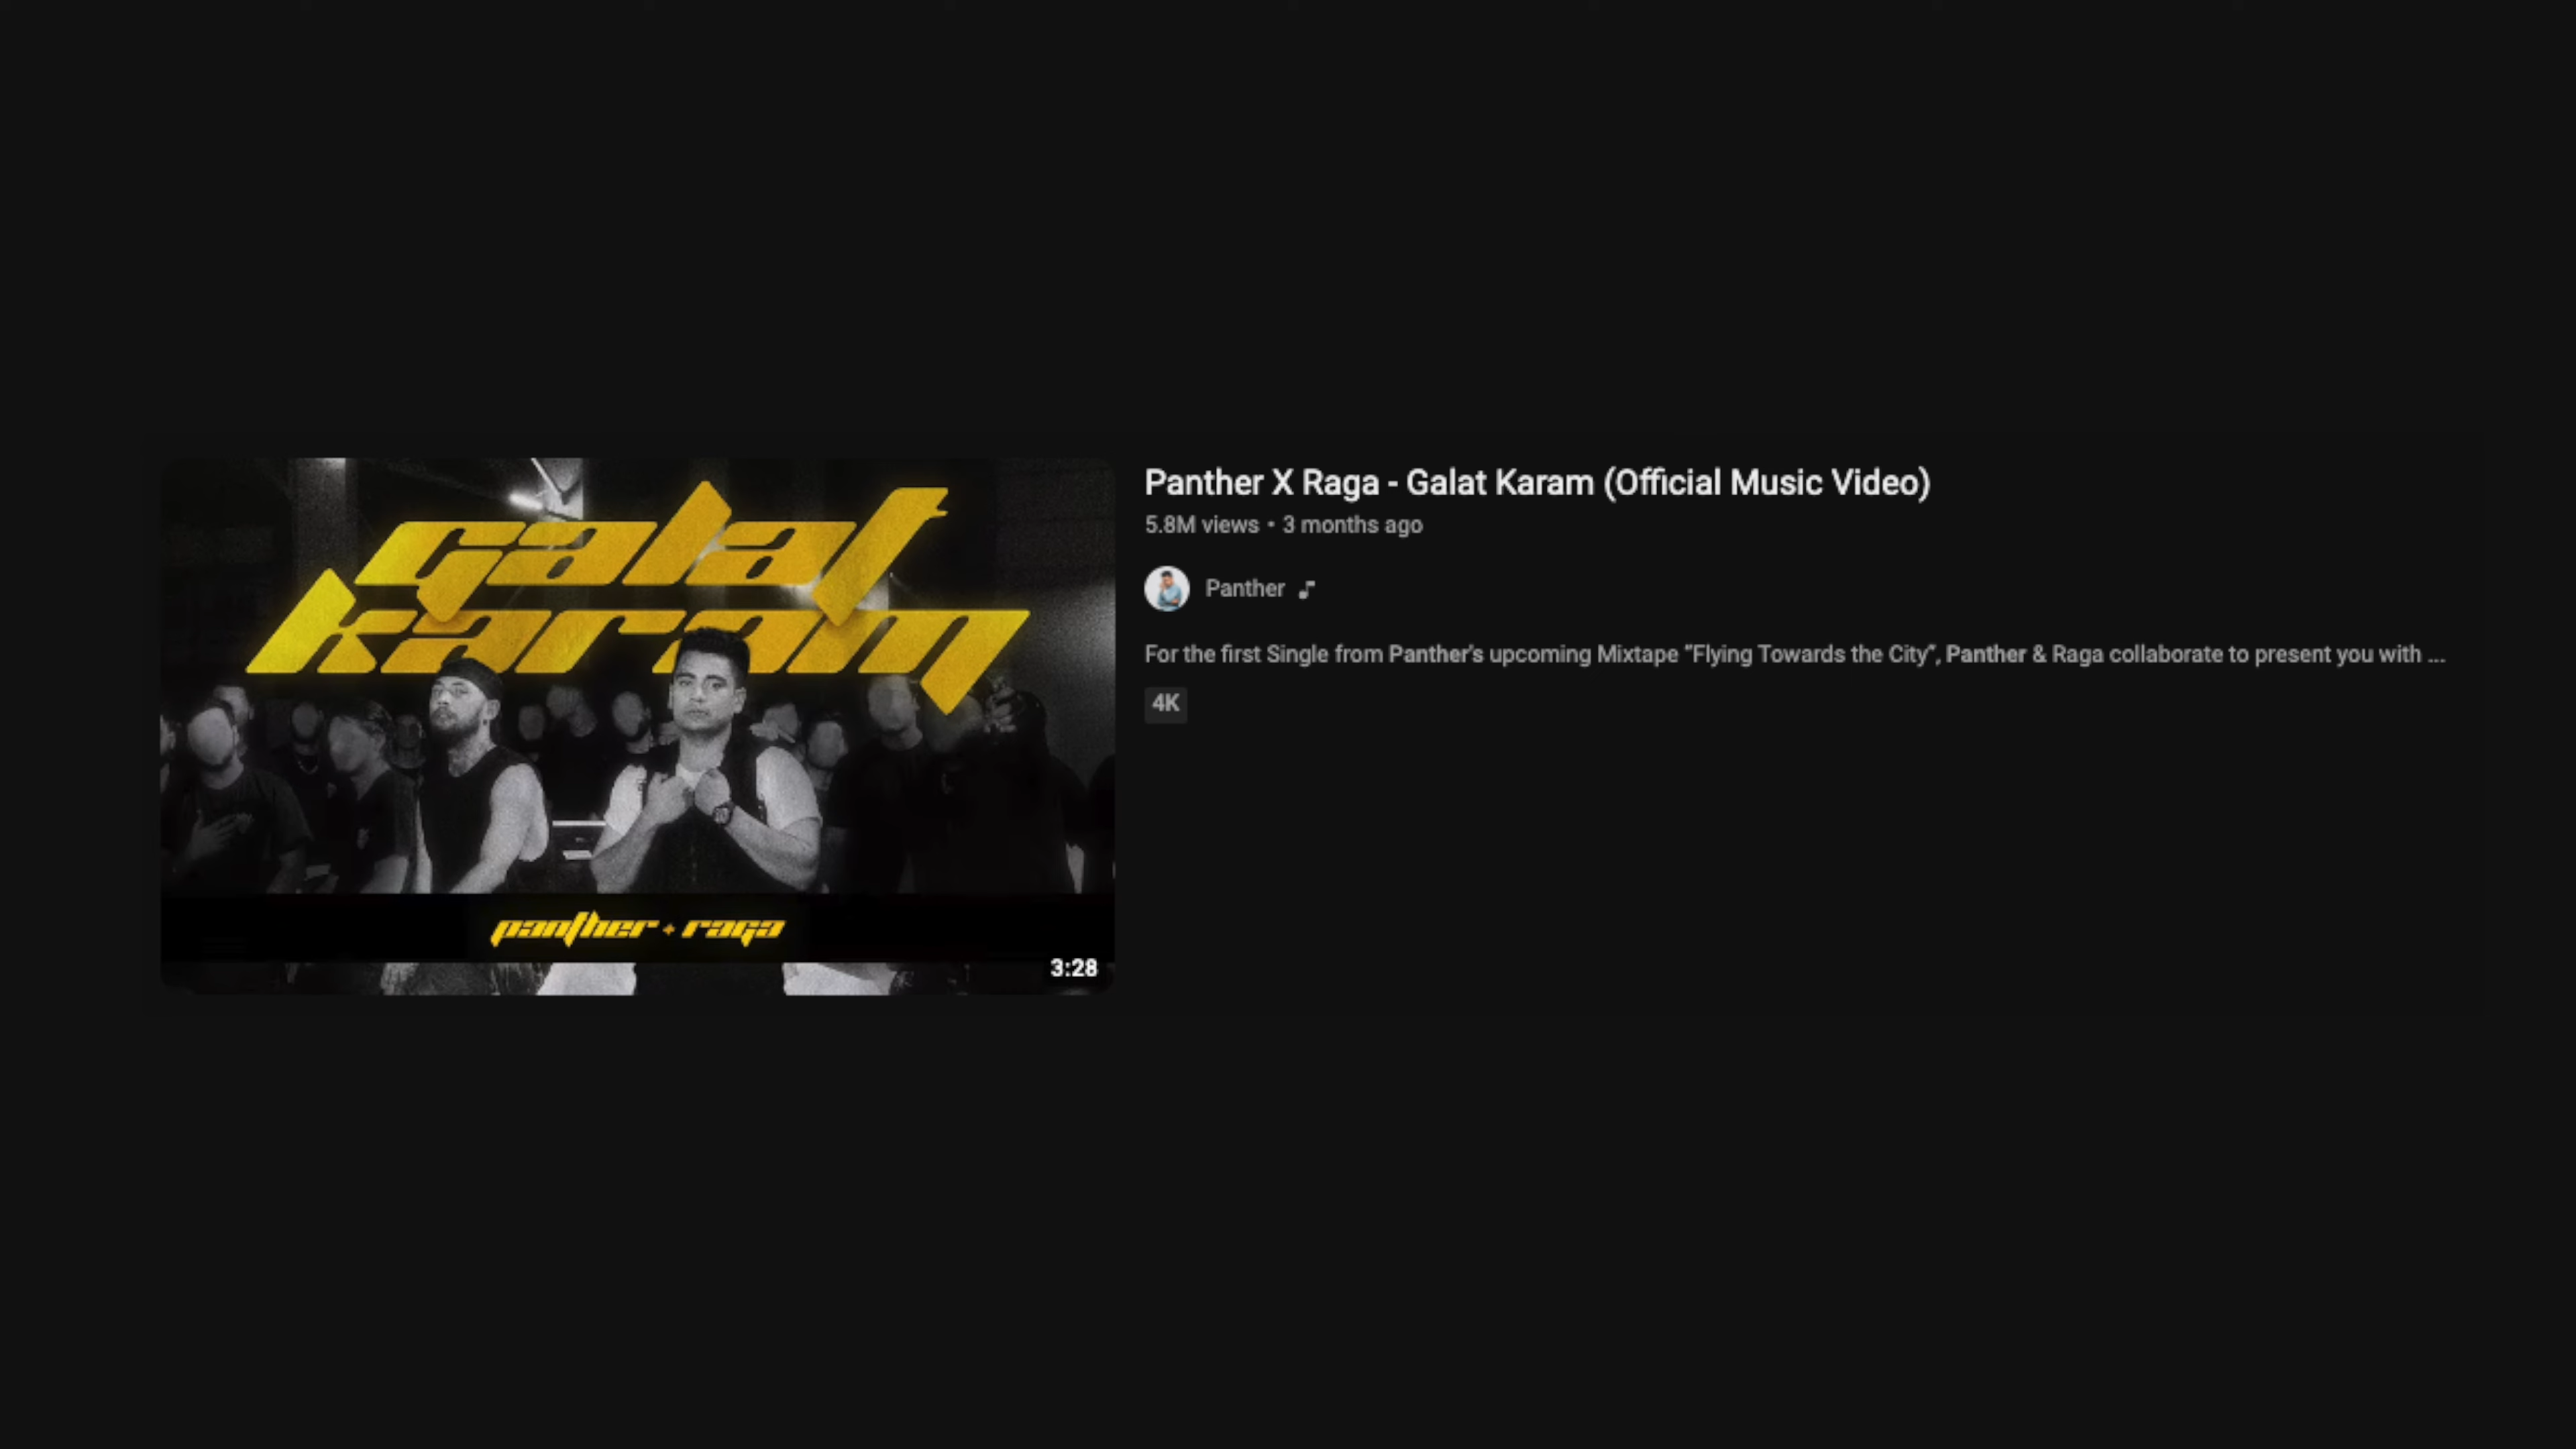 galat
karam
panther + raga
3:28
Panther X Raga - Galat Karam (Official Music Video)
5.8M views • 3 months ago
Panther
For the first Single from Panther's upcoming Mixtape "Flying Towards the City", Panther & Raga collaborate to present you with ...
4K